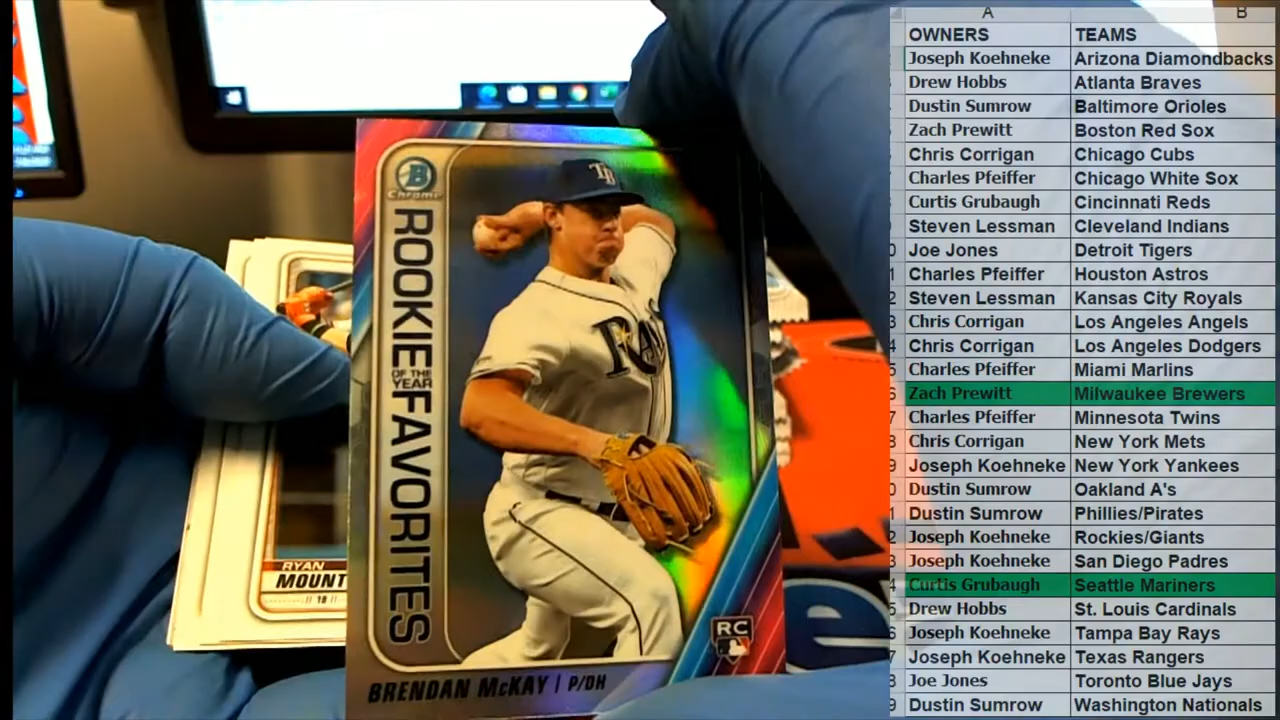 B
Chrome
ROOKIE
OF THE
YEAR
FAVORITES
TB
RAY
BRENDAN McKAY | P/DH
RC
RYAN
MOUNT
18
e
A B
OWNERS TEAMS
Joseph Koehneke Arizona Diamondbacks
Drew Hobbs Atlanta Braves
Dustin Sumrow Baltimore Orioles
Zach Prewitt Boston Red Sox
Chris Corrigan Chicago Cubs
Charles Pfeiffer Chicago White Sox
Curtis Grubaugh Cincinnati Reds
Steven Lessman Cleveland Indians
Joe Jones Detroit Tigers
Charles Pfeiffer Houston Astros
Steven Lessman Kansas City Royals
Chris Corrigan Los Angeles Angels
Chris Corrigan Los Angeles Dodgers
Charles Pfeiffer Miami Marlins
Zach Prewitt Milwaukee Brewers
Charles Pfeiffer Minnesota Twins
Chris Corrigan New York Mets
Joseph Koehneke New York Yankees
Dustin Sumrow Oakland A's
Dustin Sumrow Phillies/Pirates
Joseph Koehneke Rockies/Giants
Joseph Koehneke San Diego Padres
Curtis Grubaugh Seattle Mariners
Drew Hobbs St. Louis Cardinals
Joseph Koehneke Tampa Bay Rays
Joseph Koehneke Texas Rangers
Joe Jones Toronto Blue Jays
Dustin Sumrow Washington Nationals